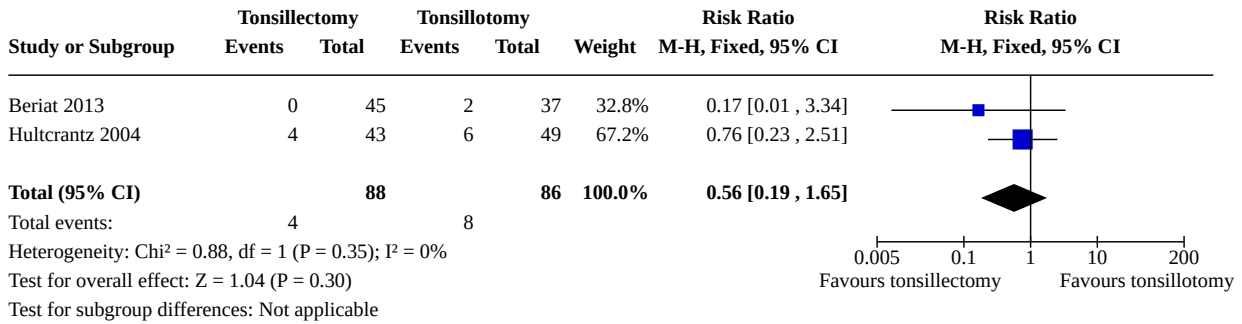 Tonsillectomy Tonsillotomy Risk Ratio Risk Ratio
Study or Subgroup Events Total Events Total Weight M-H, Fixed, 95% CI M-H, Fixed, 95% CI
Beriat 2013 0 45 2 37 32.8% 0.17 [0.01 , 3.34]
Hultcrantz 2004 4 43 6 49 67.2% 0.76 [0.23 , 2.51]
Total (95% CI) 88 86 100.0% 0.56 [0.19 , 1.65]
Total events: 4 8
Heterogeneity: Chi² = 0.88, df = 1 (P = 0.35); I² = 0%
0.005 0.1 1 10 200
Test for overall effect: Z = 1.04 (P = 0.30) Favours tonsillectomy Favours tonsillotomy
Test for subgroup differences: Not applicable